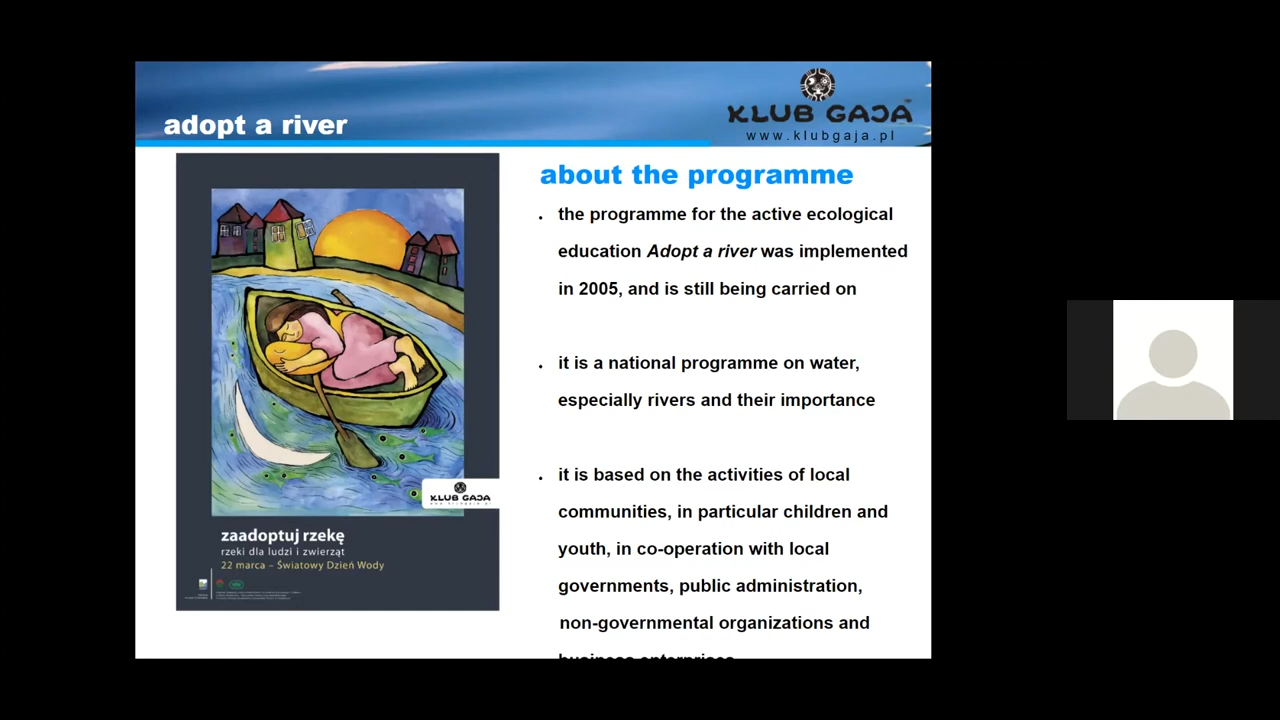 adopt a river
KLUB GAJA
www.klubgaja.pl
KLUB GAJA
zaadoptuj rzekę
rzeki dla ludzi i zwierząt
22 marca – Światowy Dzień Wody
about the programme
• the programme for the active ecological
education Adopt a river was implemented
in 2005, and is still being carried on
• it is a national programme on water,
especially rivers and their importance
• it is based on the activities of local
communities, in particular children and
youth, in co-operation with local
governments, public administration,
non-governmental organizations and
business enterprises